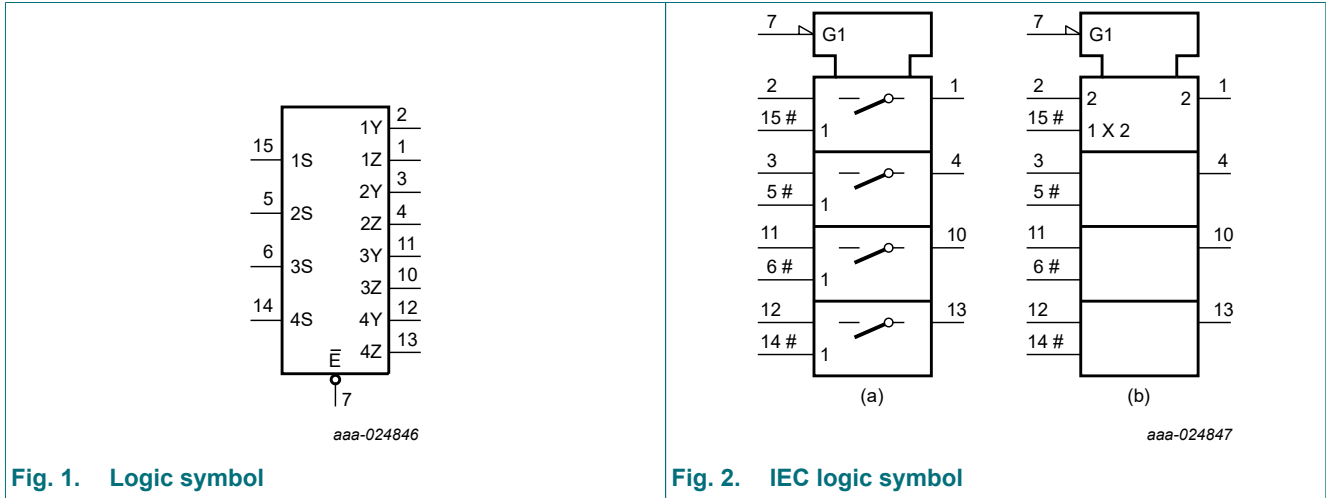 15
5
6
14
1S
2S
3S
4S
1Y
1Z
2Y
2Z
3Y
3Z
4Y
4Z
2
1
3
4
11
10
12
13
E̅
7
aaa-024846
Fig. 1. Logic symbol
7
G1
2
1
15 #
1
3
4
5 #
1
11
10
6 #
1
12
13
14 #
1
(a)
7
G1
2
2
2
1
15 #
1 X 2
3
4
5 #
11
10
6 #
12
13
14 #
(b)
aaa-024847
Fig. 2. IEC logic symbol